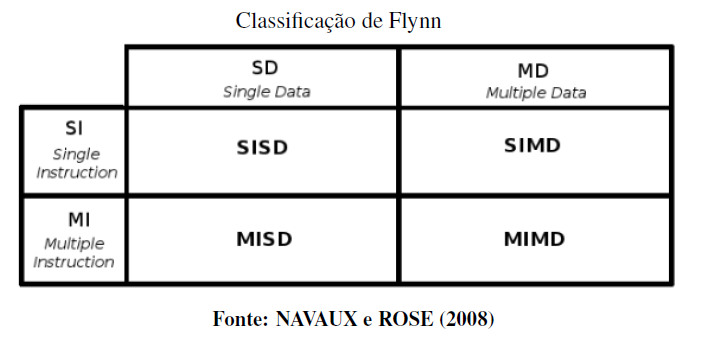 Classificação de Flynn
SD
Single Data
MD
Multiple Data
SI
Single
Instruction
SISD
SIMD
MI
Multiple
Instruction
MISD
MIMD
Fonte: NAVAUX e ROSE (2008)